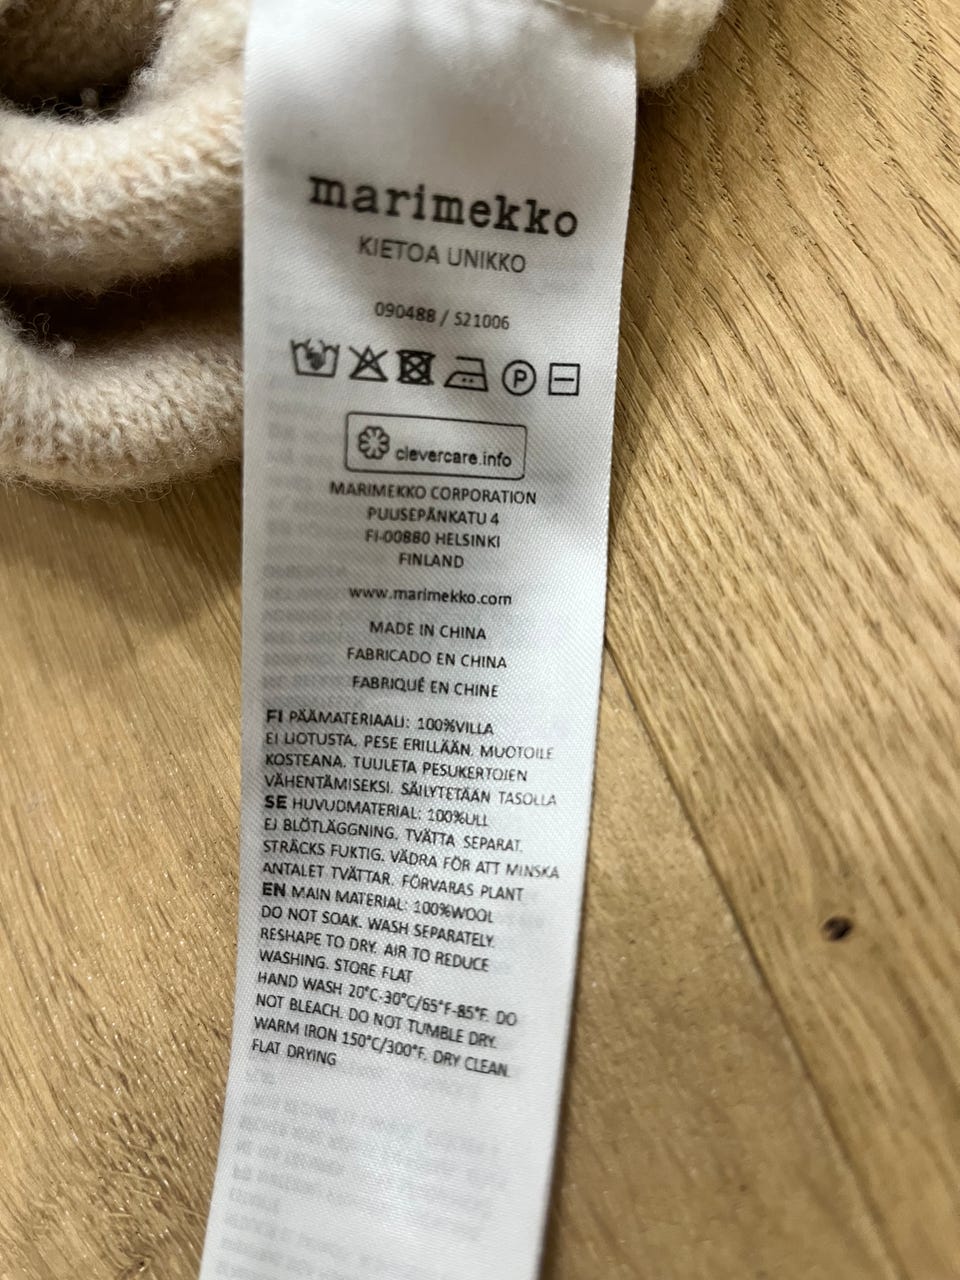 marimekko
KIETOA UNIKKO
090488 / 521006
P
clevercare.info
MARIMEKKO CORPORATION
PUUSEPÄNKATU 4
FI-00880 HELSINKI
FINLAND
www.marimekko.com
MADE IN CHINA
FABRICADO EN CHINA
FABRIQUÉ EN CHINE
FI PÄÄMATERIAALI: 100%VILLA
EI LIOTUSTA. PESE ERILLÄÄN. MUOTOILE
KOSTEANA. TUULETA PESUKERTOJEN
VÄHENTÄMISEKSI. SÄILYTETÄÄN TASOLLA
SE HUVUDMATERIAL: 100%ULL
EJ BLÖTLÄGGNING. TVÄTTA SEPARAT.
STRÄCKS FUKTIG. VÄDRA FÖR ATT MINSKA
ANTALET TVÄTTAR. FÖRVARAS PLANT
EN MAIN MATERIAL: 100%WOOL
DO NOT SOAK. WASH SEPARATELY.
RESHAPE TO DRY. AIR TO REDUCE
WASHING. STORE FLAT
HAND WASH 20°C-30°C/65°F-85°F. DO
NOT BLEACH. DO NOT TUMBLE DRY.
WARM IRON 150°C/300°F. DRY CLEAN.
FLAT DRYING